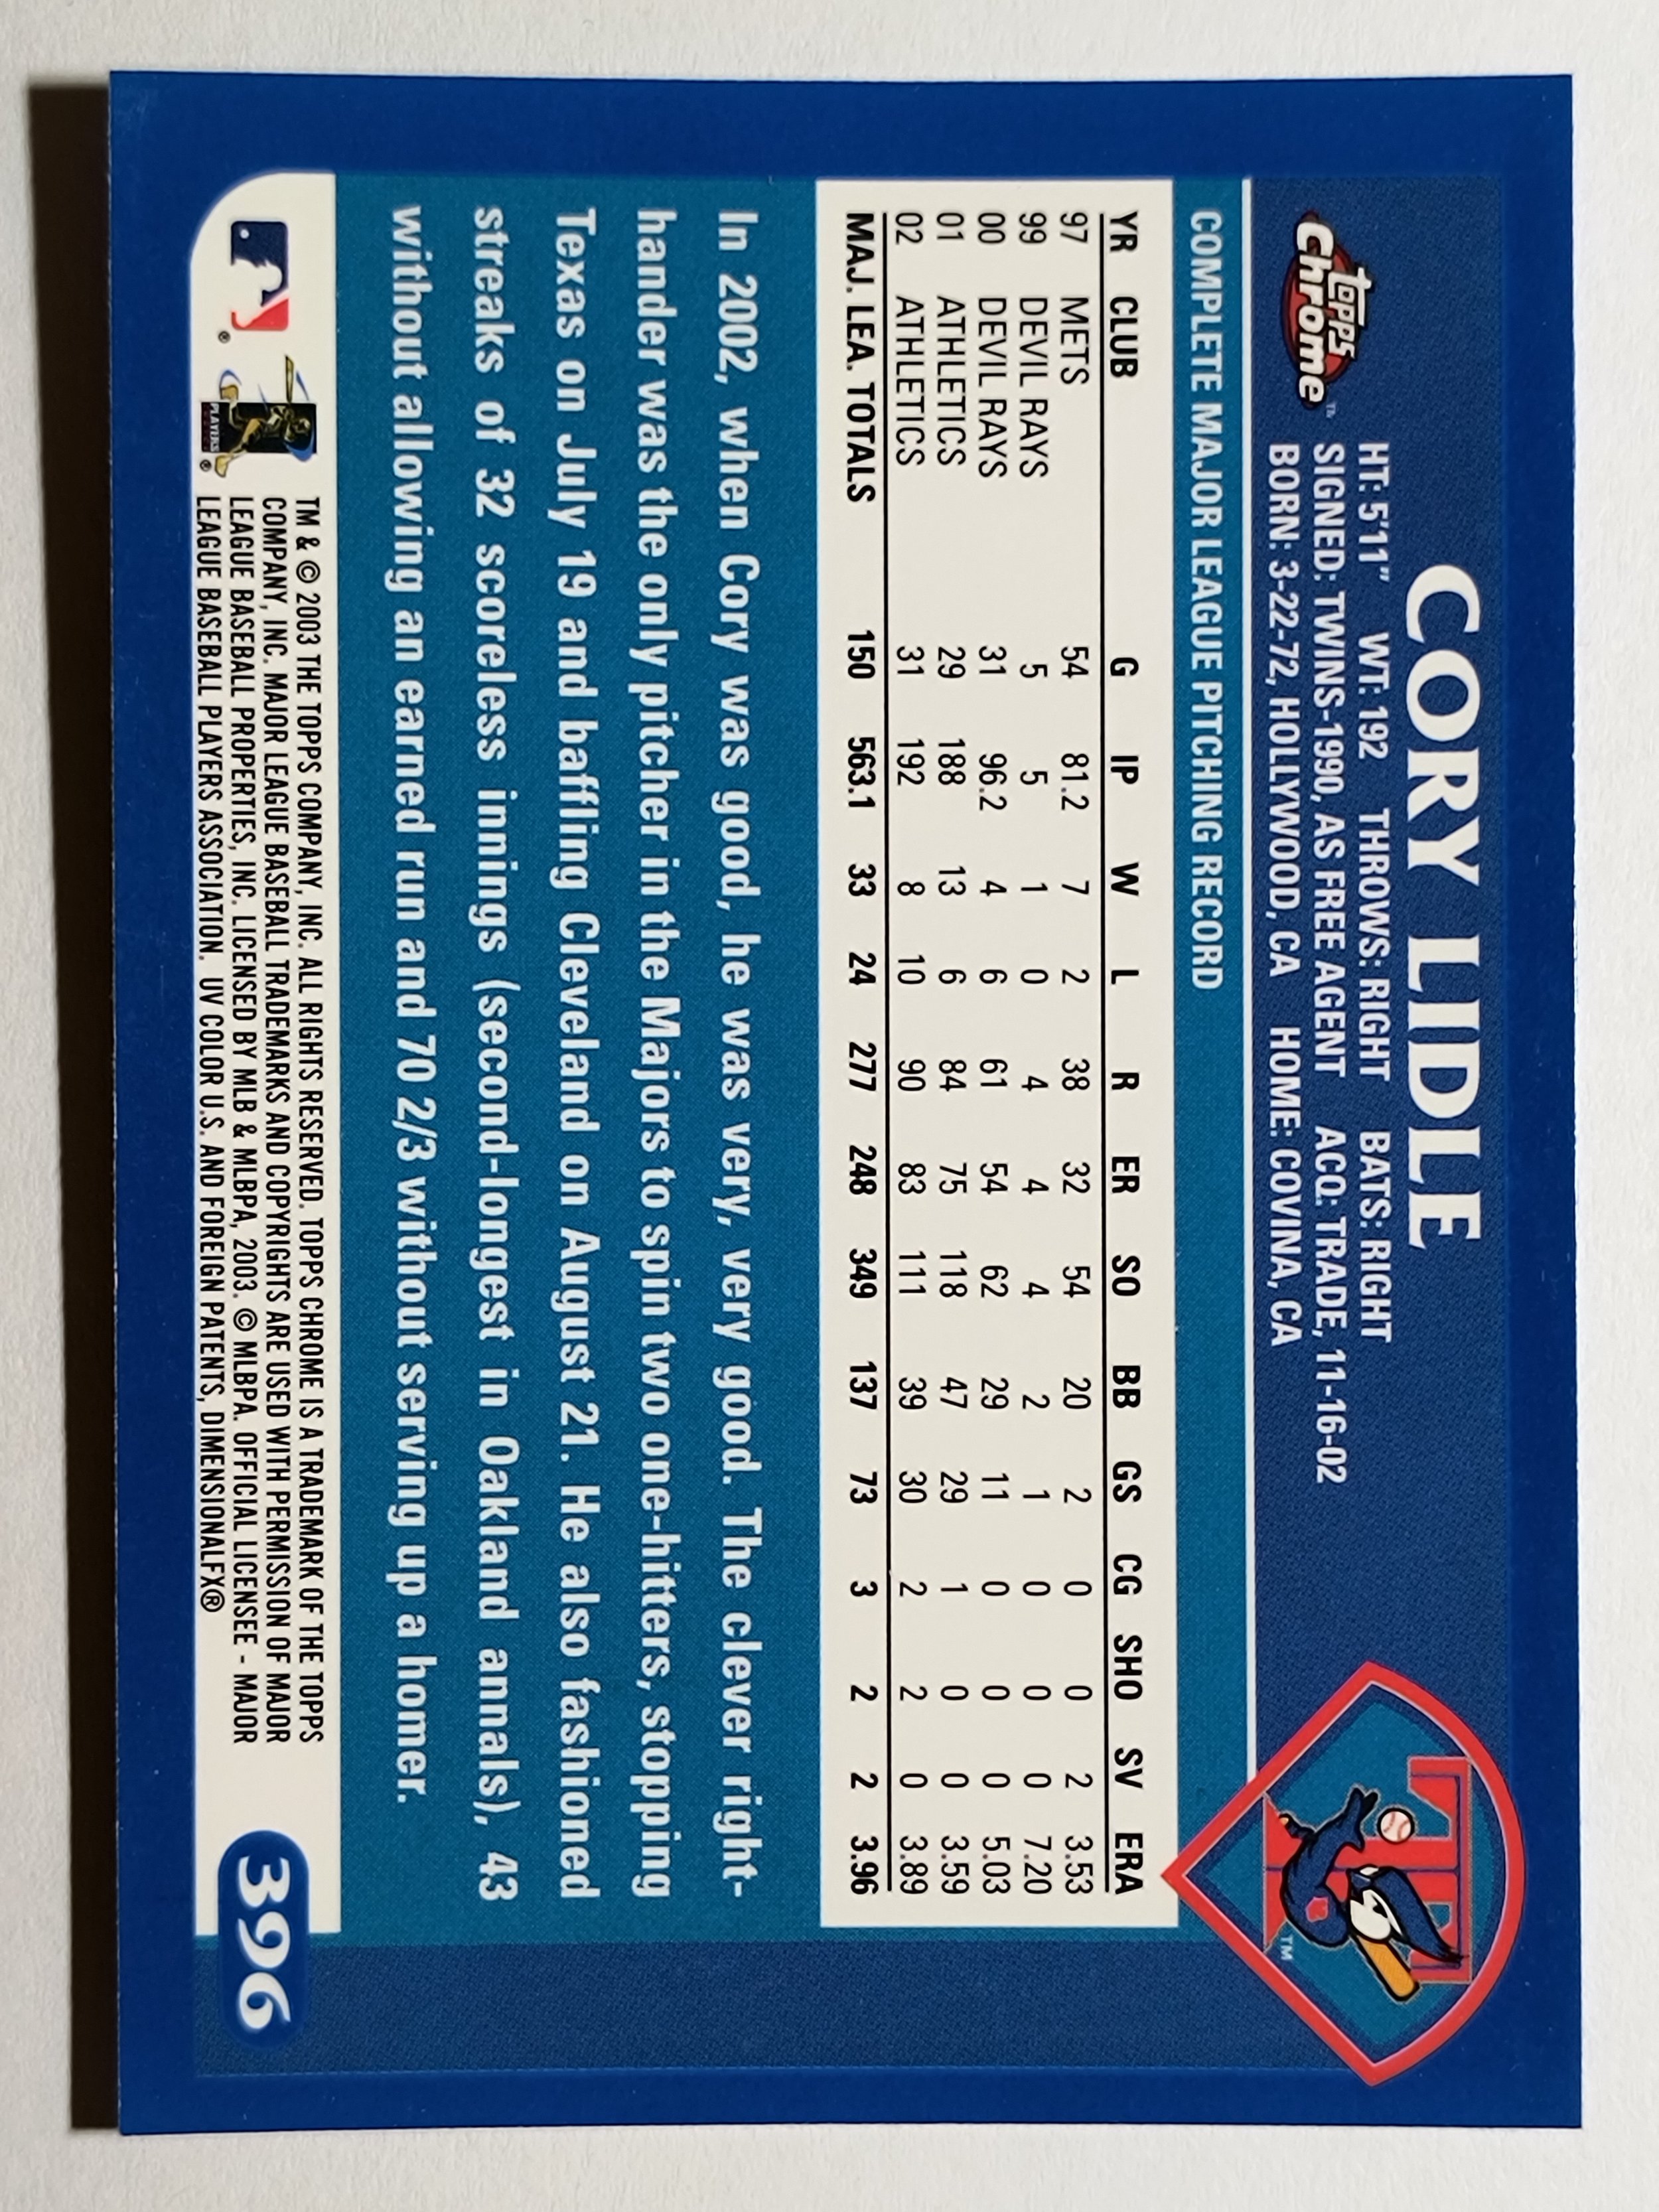 CORY LIDLE
topps
Chrome™
HT: 5'11" WT: 192 THROWS: RIGHT BATS: RIGHT
SIGNED: TWINS-1990, AS FREE AGENT ACQ: TRADE, 11-16-02
BORN: 3-22-72, HOLLYWOOD, CA HOME: COVINA, CA
TM
COMPLETE MAJOR LEAGUE PITCHING RECORD
YR CLUB G IP W L R ER SO BB GS CG SHO SV ERA
97 METS 54 81.2 7 2 38 32 54 20 2 0 0 2 3.53
99 DEVIL RAYS 5 5 1 0 4 4 4 2 1 0 0 0 7.20
00 DEVIL RAYS 31 96.2 4 6 61 54 62 29 11 0 0 0 5.03
01 ATHLETICS 29 188 13 6 84 75 118 47 29 1 0 0 3.59
02 ATHLETICS 31 192 8 10 90 83 111 39 30 2 2 0 3.89
MAJ. LEA. TOTALS 150 563.1 33 24 277 248 349 137 73 3 2 2 3.96
In 2002, when Cory was good, he was very, very good. The clever right-
hander was the only pitcher in the Majors to spin two one-hitters, stopping
Texas on July 19 and baffling Cleveland on August 21. He also fashioned
streaks of 32 scoreless innings (second-longest in Oakland annals), 43
without allowing an earned run and 70 2/3 without serving up a homer.
®
PLAYERS
®
TM & © 2003 THE TOPPS COMPANY, INC. ALL RIGHTS RESERVED. TOPPS CHROME IS A TRADEMARK OF THE TOPPS
COMPANY, INC. MAJOR LEAGUE BASEBALL TRADEMARKS AND COPYRIGHTS ARE USED WITH PERMISSION OF MAJOR
LEAGUE BASEBALL PROPERTIES, INC. LICENSED BY MLB & MLBPA, 2003. © MLBPA. OFFICIAL LICENSEE - MAJOR
LEAGUE BASEBALL PLAYERS ASSOCIATION. UV COLOR U.S. AND FOREIGN PATENTS, DIMENSIONALFX®
396